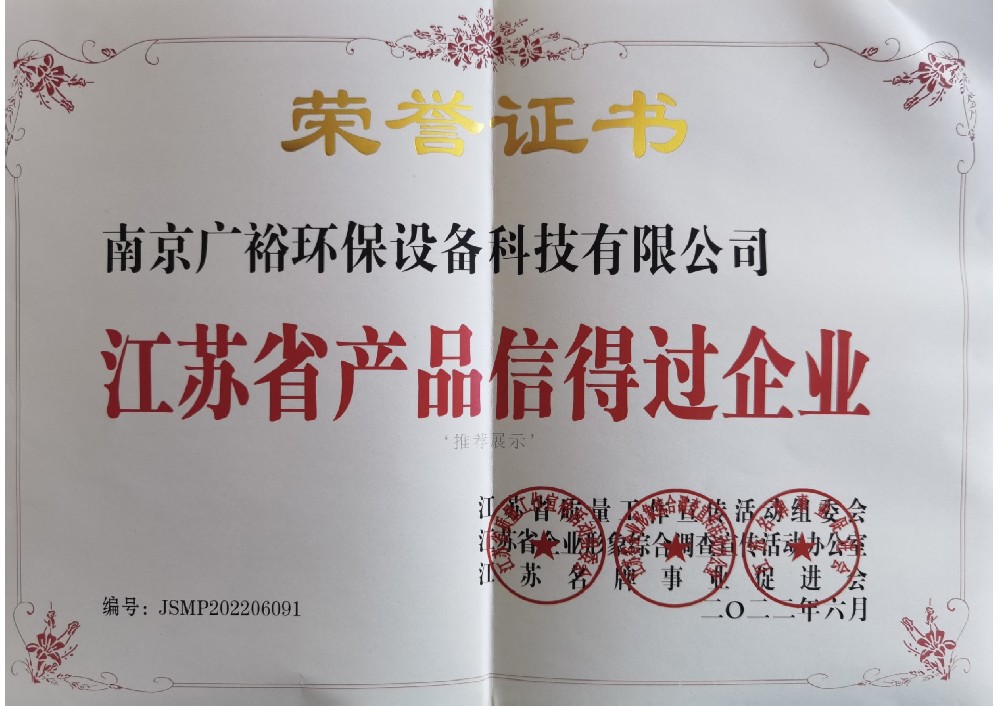 荣誉证书
南京广裕环保设备科技有限公司
江苏省产品信得过企业
‘推荐展示’
江苏省质量工作宣传活动组委会
江苏省企业形象综合调查宣传活动办公室
江苏名牌事业促进会
编号：JSMP202206091
二〇二二年六月